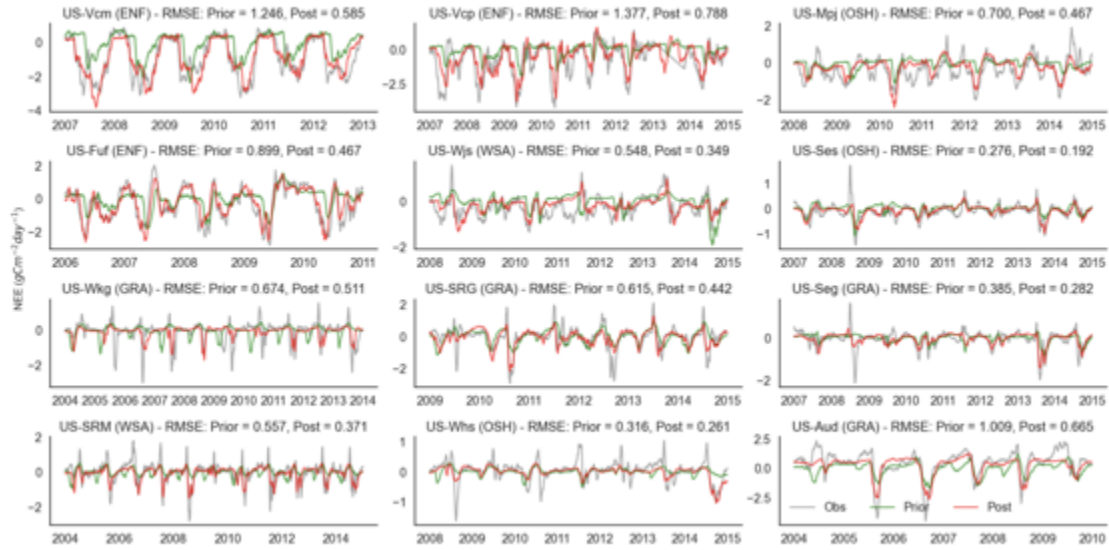 US-Vcm (ENF) - RMSE: Prior = 1.246, Post = 0.585
0
−2
−4
2007 2008 2009 2010 2011 2012 2013
US-Vcp (ENF) - RMSE: Prior = 1.377, Post = 0.788
0.0
−2.5
2007 2008 2009 2010 2011 2012 2013 2014 2015
US-Mpj (OSH) - RMSE: Prior = 0.700, Post = 0.467
2
0
−2
2008 2009 2010 2011 2012 2013 2014 2015
NEE (gCm⁻²day⁻¹)
US-Fuf (ENF) - RMSE: Prior = 0.899, Post = 0.467
2
0
−2
2006 2007 2008 2009 2010 2011
US-Wjs (WSA) - RMSE: Prior = 0.548, Post = 0.349
0
−2
2008 2009 2010 2011 2012 2013 2014 2015
US-Ses (OSH) - RMSE: Prior = 0.276, Post = 0.192
1
0
−1
2008 2009 2010 2011 2012 2013 2014 2015
US-Wkg (GRA) - RMSE: Prior = 0.674, Post = 0.511
0
−2
2004 2005 2006 2007 2008 2009 2010 2011 2012 2013 2014
US-SRG (GRA) - RMSE: Prior = 0.615, Post = 0.442
2
0
−2
2009 2010 2011 2012 2013 2014 2015
US-Seg (GRA) - RMSE: Prior = 0.385, Post = 0.282
0
−2
2008 2009 2010 2011 2012 2013 2014 2015
US-SRM (WSA) - RMSE: Prior = 0.557, Post = 0.371
2
0
−2
2004 2006 2008 2010 2012 2014
US-Whs (OSH) - RMSE: Prior = 0.316, Post = 0.261
1
0
−1
2008 2009 2010 2011 2012 2013 2014 2015
US-Aud (GRA) - RMSE: Prior = 1.009, Post = 0.665
2.5
0.0
−2.5
Obs Prior Post
2004 2006 2007 2008 2009 2010